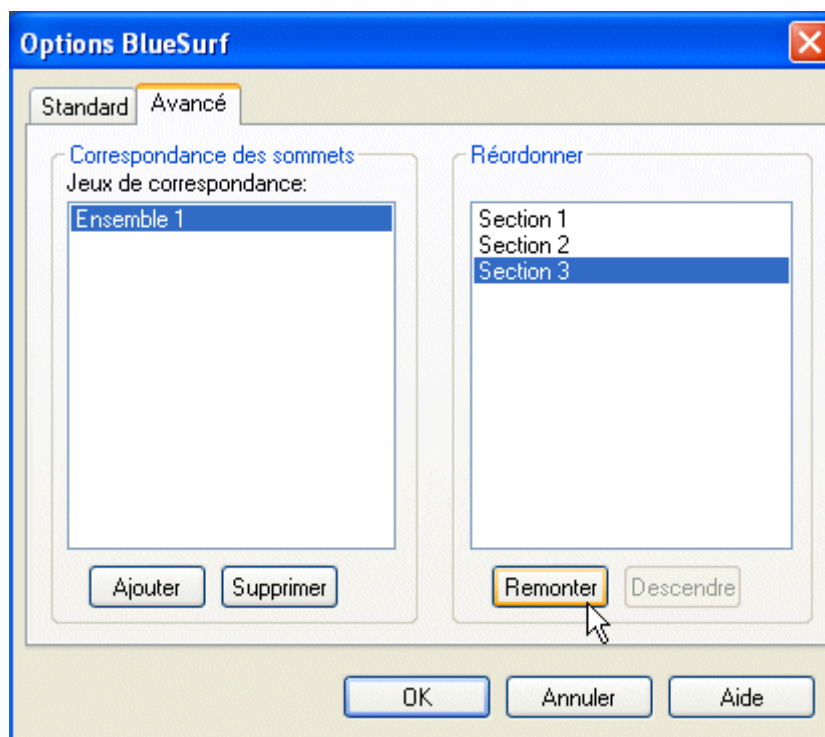 Options BlueSurf
Standard Avancé
Correspondance des sommets
Jeux de correspondance:
Ensemble 1
Ajouter Supprimer
Réordonner
Section 1
Section 2
Section 3
Remonter Descendre
OK Annuler Aide